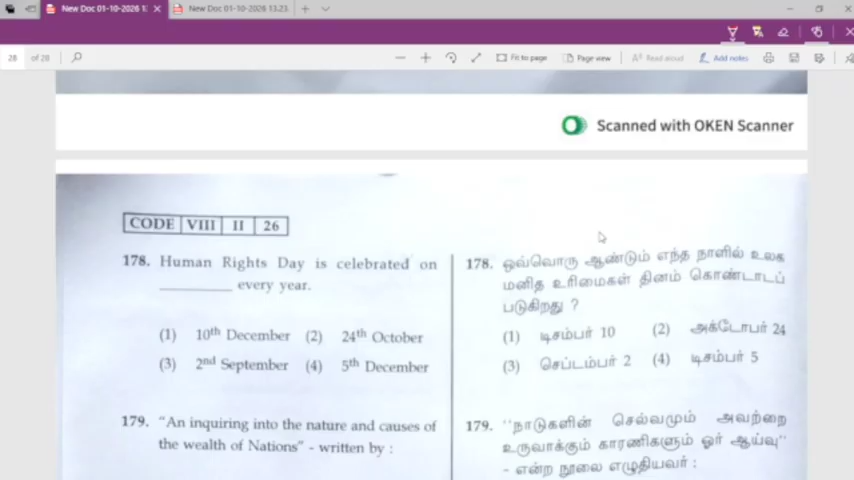 New Doc 01-10-2026 13
New Doc 01-10-2026 13.23.
28 of 28
Fit to page
Page view
Read aloud
Add notes
Scanned with OKEN Scanner
CODE VIII II 26
178. Human Rights Day is celebrated on
________ every year.
(1) 10th December (2) 24th October
(3) 2nd September (4) 5th December
179. "An inquiring into the nature and causes of
the wealth of Nations" - written by :
178. ஒவ்வொரு ஆண்டும் எந்த நாளில் உலக
மனித உரிமைகள் தினம் கொண்டாடப்
படுகிறது ?
(1) டிசம்பர் 10 (2) அக்டோபர் 24
(3) செப்டம்பர் 2 (4) டிசம்பர் 5
179. "நாடுகளின் செல்வமும் அவற்றை
உருவாக்கும் காரணிகளும் ஓர் ஆய்வு"
- என்ற நூலை எழுதியவர் :